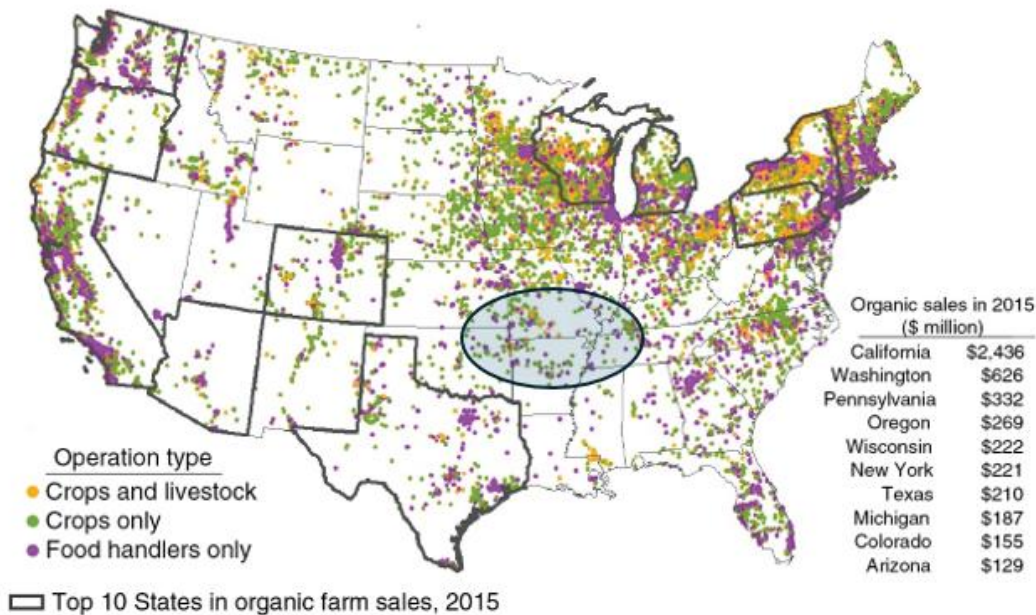 Organic sales in 2015
($ million)
California $2,436
Washington $626
Pennsylvania $332
Oregon $269
Wisconsin $222
New York $221
Texas $210
Michigan $187
Colorado $155
Arizona $129
Operation type
Crops and livestock
Crops only
Food handlers only
Top 10 States in organic farm sales, 2015